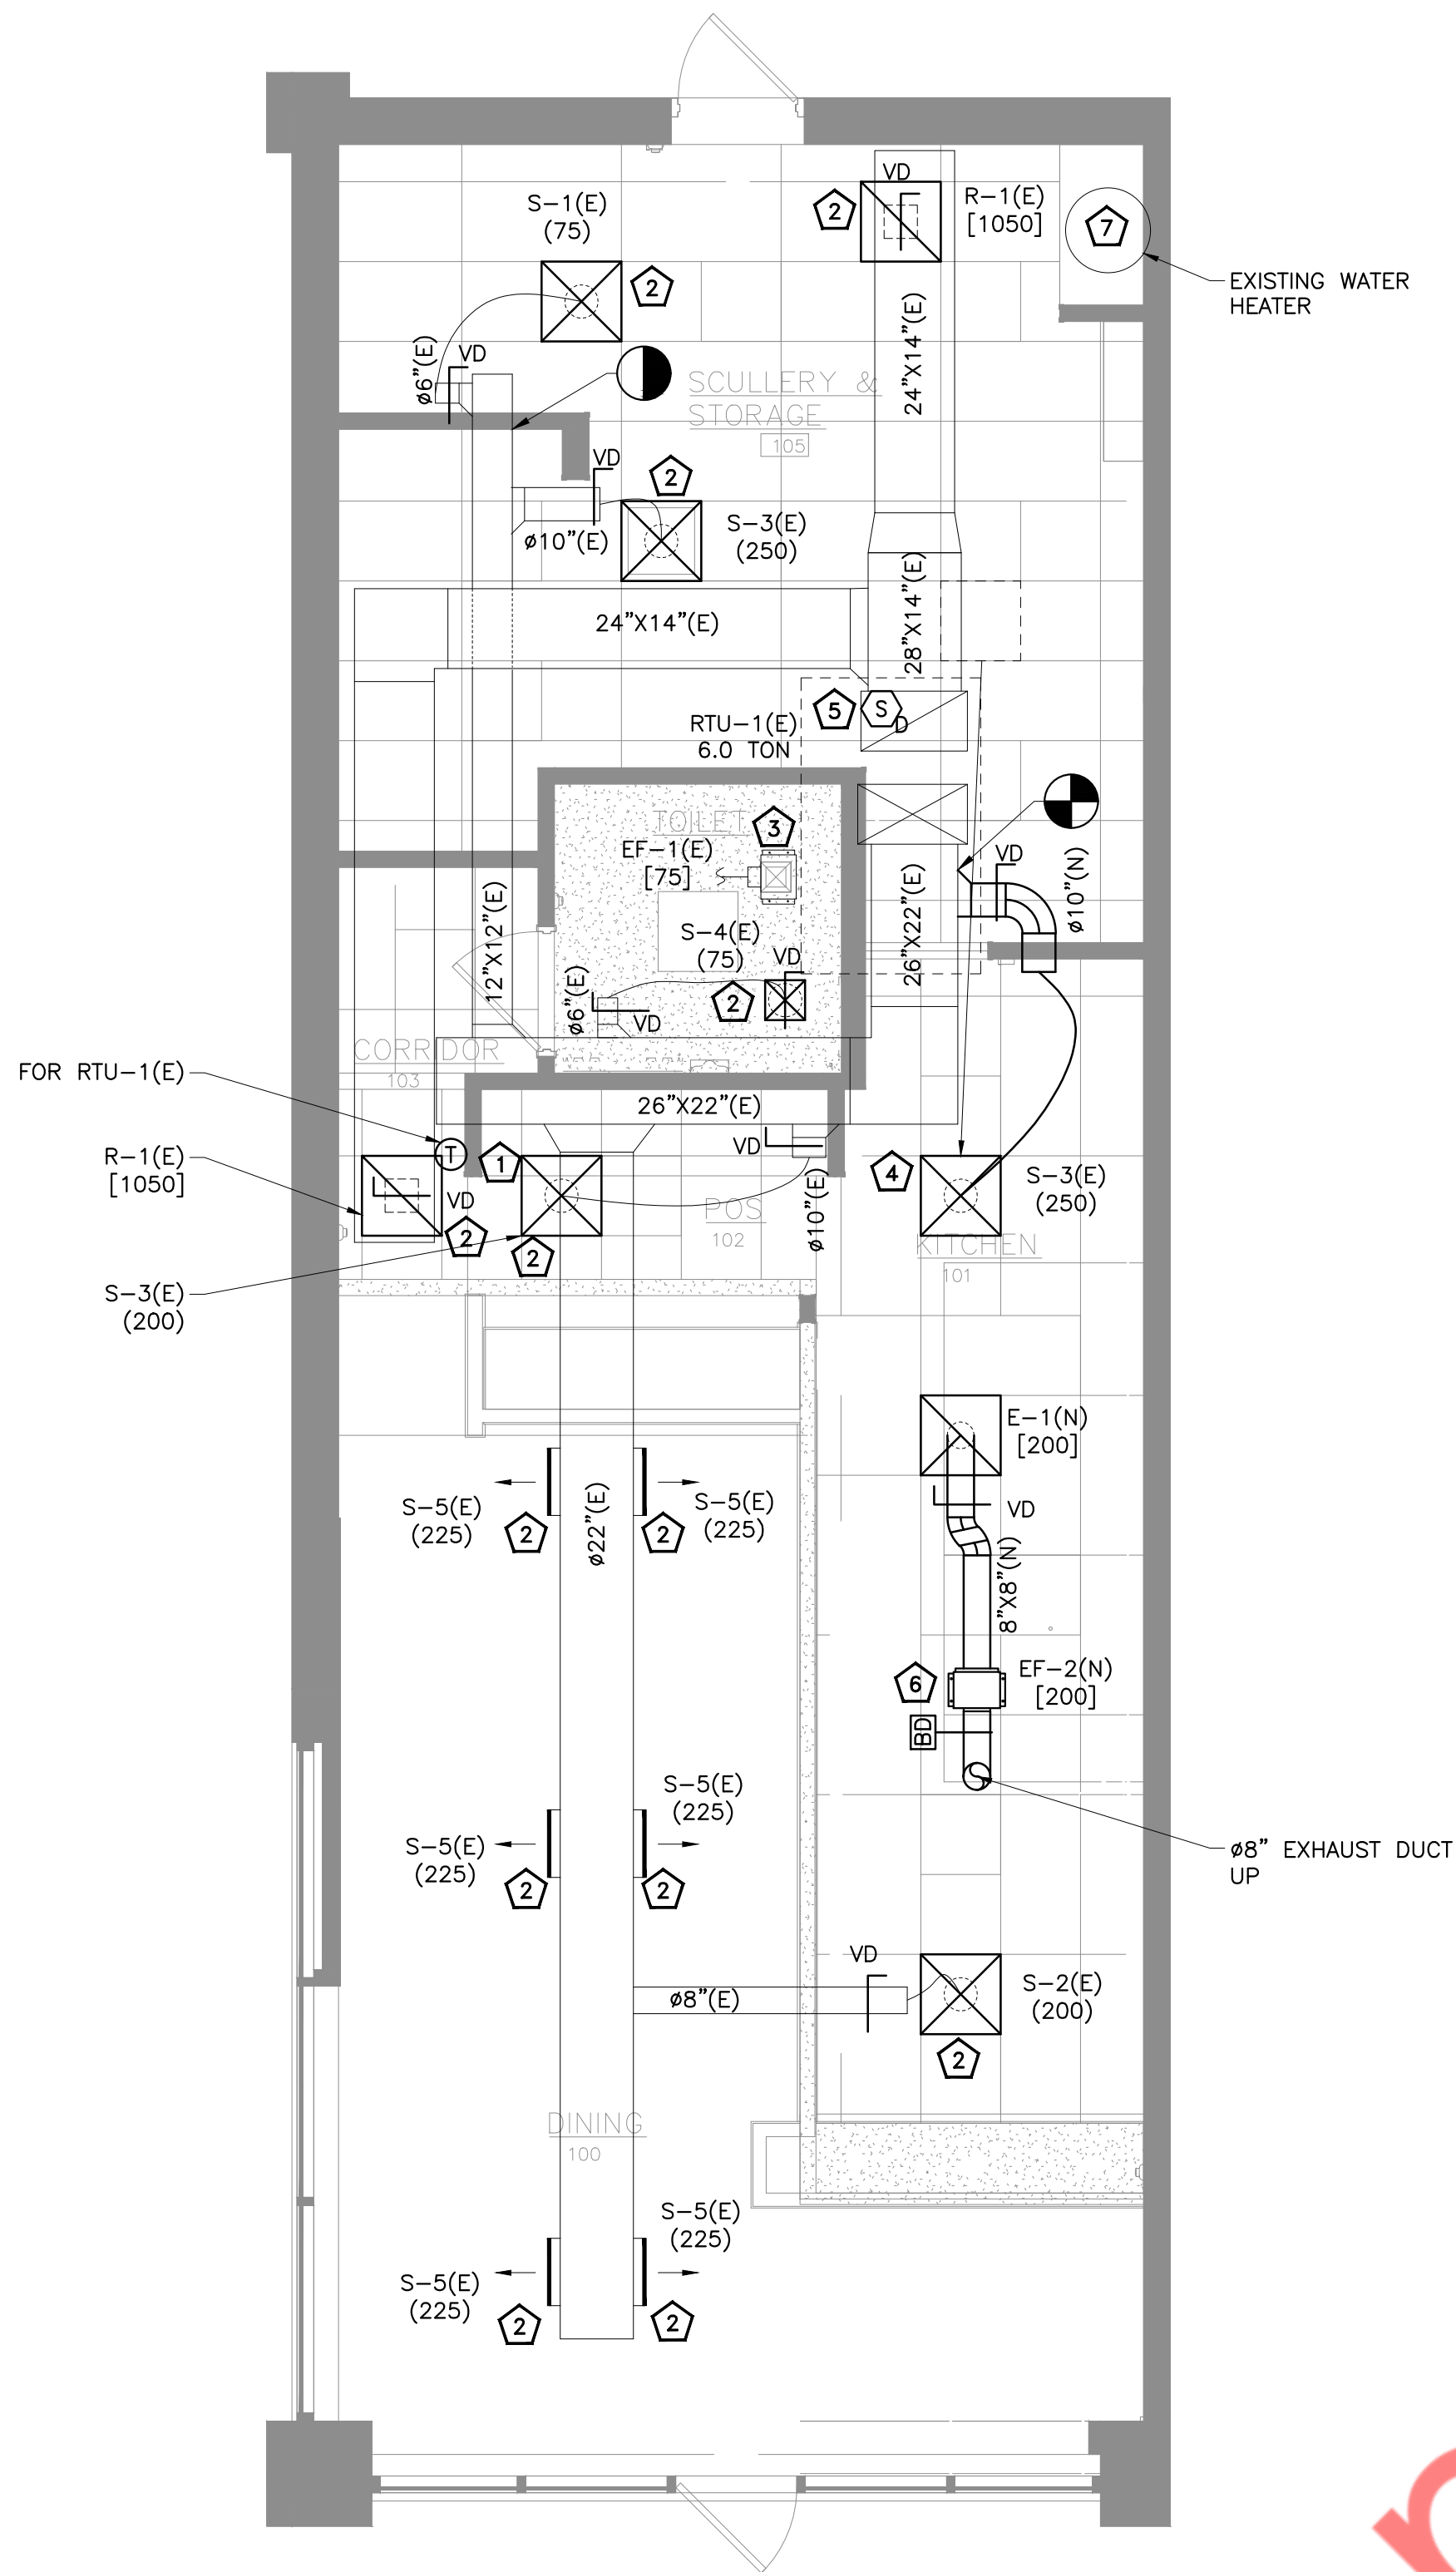 VD
S-1(E)
(75)
2
R-1(E)
[1050]
7
2
EXISTING WATER
HEATER
24"X14"(E)
ø6"(E)
VD
SCULLERY &
STORAGE
105
VD
2
S-3(E)
(250)
ø10"(E)
24"X14"(E)
28"X14"(E)
5
S
D
RTU-1(E)
6.0 TON
TOILET
3
EF-1(E)
[75]
VD
ø10"(N)
26"X22"(E)
12"X12"(E)
S-4(E)
(75)
VD
2
ø6"(E)
VD
CORRIDOR
103
FOR RTU-1(E)
T
26"X22"(E)
VD
R-1(E)
[1050]
1
4
S-3(E)
(250)
VD
2
2
POS
102
ø10"(E)
KITCHEN
101
S-3(E)
(200)
E-1(N)
[200]
VD
S-5(E)
(225)
2
ø22"(E)
S-5(E)
(225)
2
8"X8"(N)
6
EF-2(N)
[200]
BD
S-5(E)
(225)
S-5(E)
(225)
2
2
ø8" EXHAUST DUCT
UP
VD
ø8"(E)
S-2(E)
(200)
2
DINING
100
S-5(E)
(225)
S-5(E)
(225)
2
2